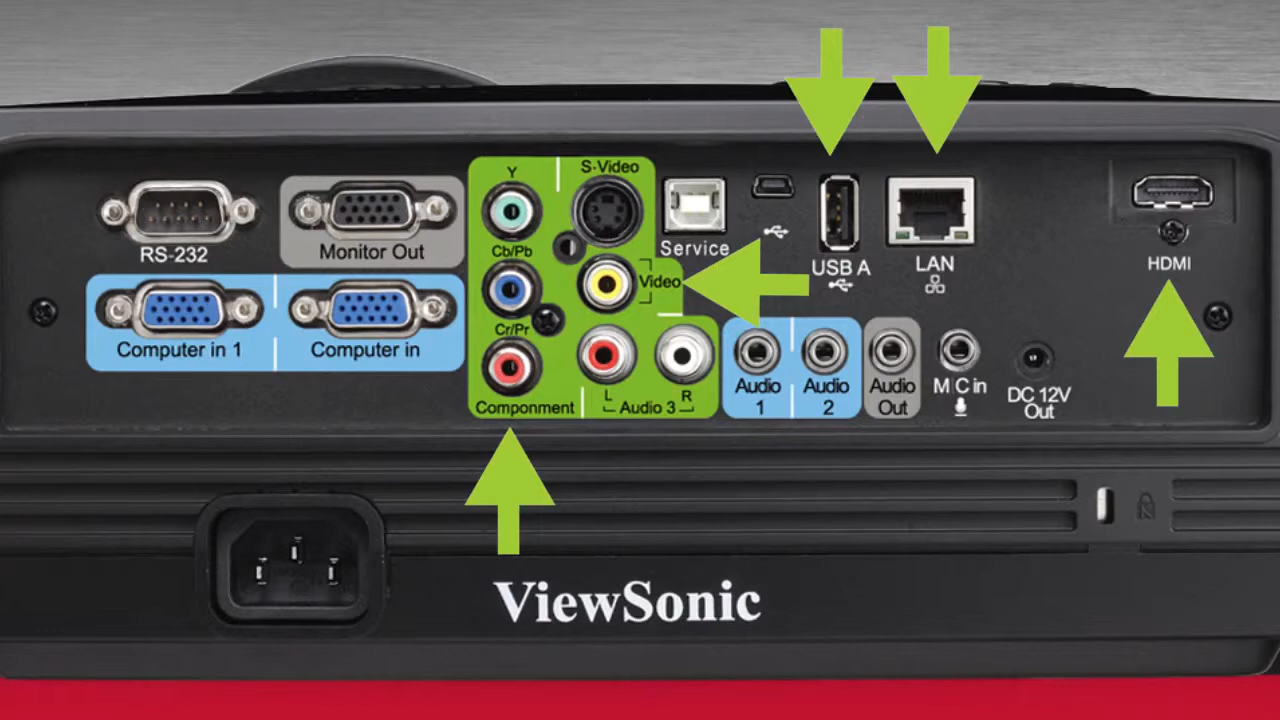 Y
S-Video
RS-232
Monitor Out
Cb/Pb
Service
USB A
LAN
HDMI
Video
Computer in 1
Computer in
Cr/Pr
Componment
L
R
Audio 3
Audio
1
Audio
2
Audio
Out
M C in
DC 12V
Out
ViewSonic